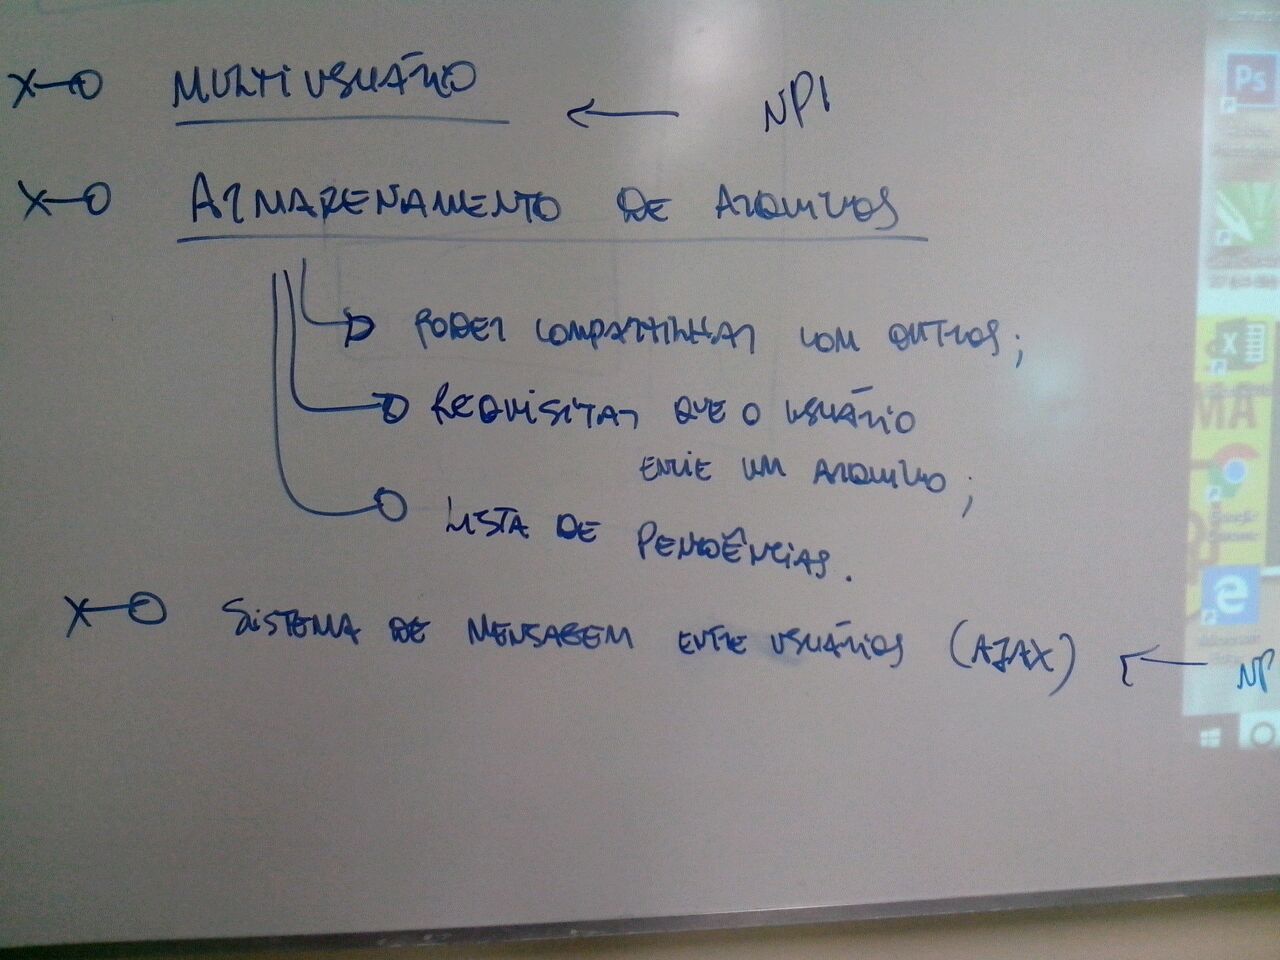 MULTIUSUÁRIO ← NP1
ARMAZENAMENTO DE ARQUIVOS
PODER COMPARTILHAR COM OUTROS;
REQUISITAR QUE O USUÁRIO
ENVIE UM ARQUIVO;
LISTA DE PENDÊNCIAS.
SISTEMA DE MENSAGEM ENTRE USUÁRIOS (AJAX) ← NP
Ps
X
MA
e